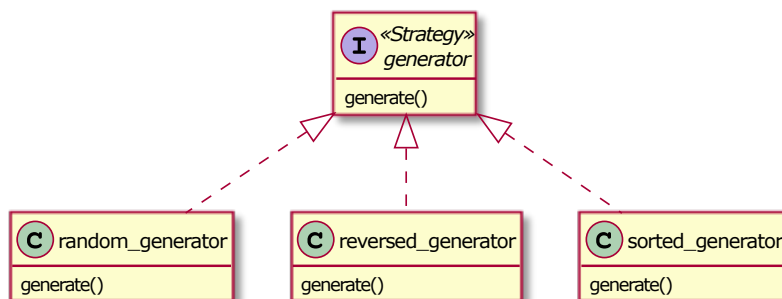 I «Strategy»
generator
generate()
C random_generator
generate()
C reversed_generator
generate()
C sorted_generator
generate()